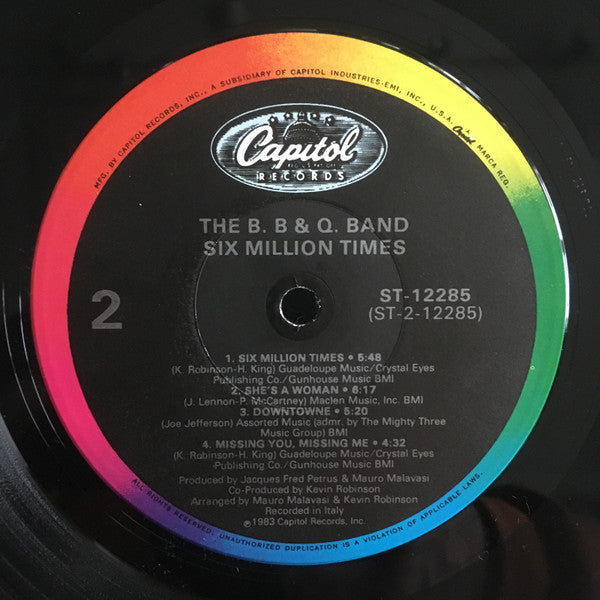 MFG. BY CAPITOL RECORDS, INC., A SUBSIDIARY OF CAPITOL INDUSTRIES-EMI, INC., U.S.A. Capitol MARCA REG.
Capitol
RECORDS
THE B. B & Q. BAND
SIX MILLION TIMES
2
ST-12285
(ST-2-12285)
1. SIX MILLION TIMES • 5:48
(K. Robinson-H. King) Guadeloupe Music/Crystal Eyes
Publishing Co./Gunhouse Music BMI
2. SHE'S A WOMAN • 6:17
(J. Lennon-P. McCartney) Maclen Music, Inc. BMI
3. DOWNTOWNE • 5:20
(Joe Jefferson) Assorted Music (admr. by The Mighty Three
Music Group) BMI
4. MISSING YOU, MISSING ME • 4:32
(K. Robinson-H. King) Guadeloupe Music/Crystal Eyes
Publishing Co./Gunhouse Music BMI
Produced by Jacques Fred Petrus & Mauro Malavasi
Co-Produced by Kevin Robinson
Arranged by Mauro Malavasi & Kevin Robinson
Recorded in Italy
©1983 Capitol Records, Inc.
ALL RIGHTS RESERVED. UNAUTHORIZED DUPLICATION IS A VIOLATION OF APPLICABLE LAWS.